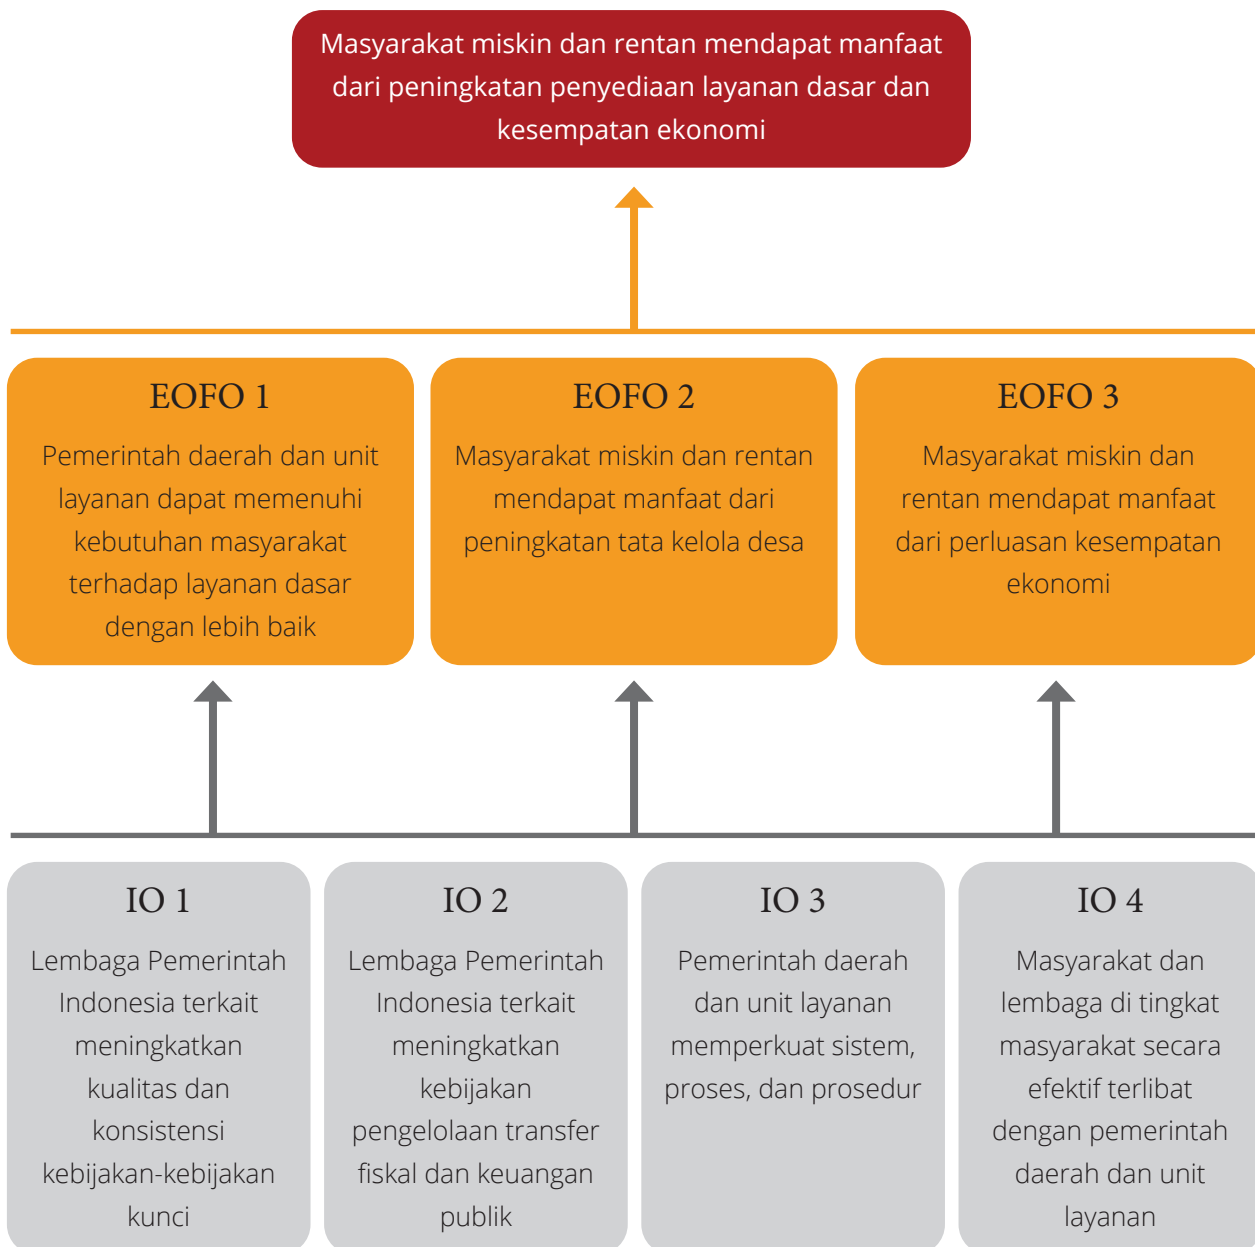 Masyarakat miskin dan rentan mendapat manfaat
dari peningkatan penyediaan layanan dasar dan
kesempatan ekonomi
EOFO 1
Pemerintah daerah dan unit
layanan dapat memenuhi
kebutuhan masyarakat
terhadap layanan dasar
dengan lebih baik
EOFO 2
Masyarakat miskin dan rentan
mendapat manfaat dari
peningkatan tata kelola desa
EOFO 3
Masyarakat miskin dan
rentan mendapat manfaat
dari perluasan kesempatan
ekonomi
IO 1
Lembaga Pemerintah
Indonesia terkait
meningkatkan
kualitas dan
konsistensi
kebijakan-kebijakan
kunci
IO 2
Lembaga Pemerintah
Indonesia terkait
meningkatkan
kebijakan
pengelolaan transfer
fiskal dan keuangan
publik
IO 3
Pemerintah daerah
dan unit layanan
memperkuat sistem,
proses, dan prosedur
IO 4
Masyarakat dan
lembaga di tingkat
masyarakat secara
efektif terlibat
dengan pemerintah
daerah dan unit
layanan